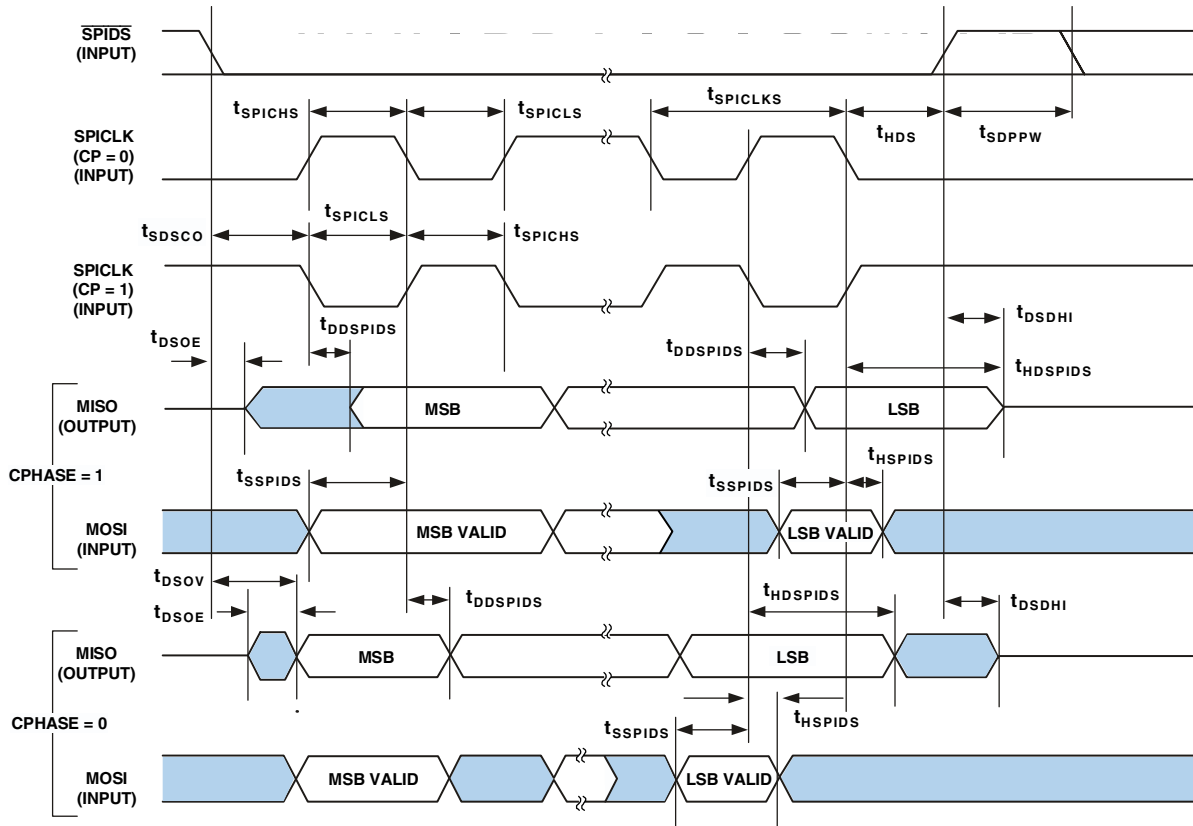 SPIDS
(INPUT)
tSPICHS
tSPICLS
tSPICLKS
tHDS
tSDPPW
SPICLK
(CP = 0)
(INPUT)
tSDSCO
tSPICLS
tSPICHS
SPICLK
(CP = 1)
(INPUT)
tDSOE
tDDSPIDS
tDDSPIDS
tDSDHI
tHDSPIDS
MISO
(OUTPUT)
MSB
LSB
CPHASE = 1
tSSPIDS
tSSPIDS
tHSPIDS
MOSI
(INPUT)
MSB VALID
LSB VALID
tDSOV
tDSOE
tDDSPIDS
tHDSPIDS
tDSDHI
MISO
(OUTPUT)
MSB
LSB
CPHASE = 0
tSSPIDS
tHSPIDS
MOSI
(INPUT)
MSB VALID
LSB VALID